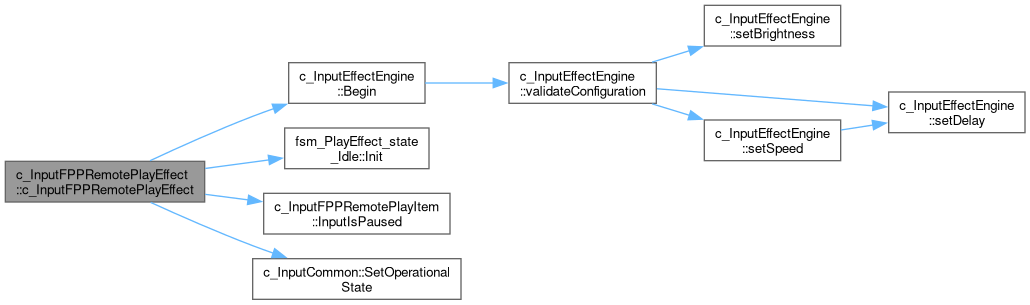 c_InputFPPRemotePlayEffect
::c_InputFPPRemotePlayEffect
c_InputEffectEngine
::Begin
fsm_PlayEffect_state
_Idle::Init
c_InputFPPRemotePlayItem
::InputIsPaused
c_InputCommon::SetOperational
State
c_InputEffectEngine
::validateConfiguration
c_InputEffectEngine
::setBrightness
c_InputEffectEngine
::setSpeed
c_InputEffectEngine
::setDelay